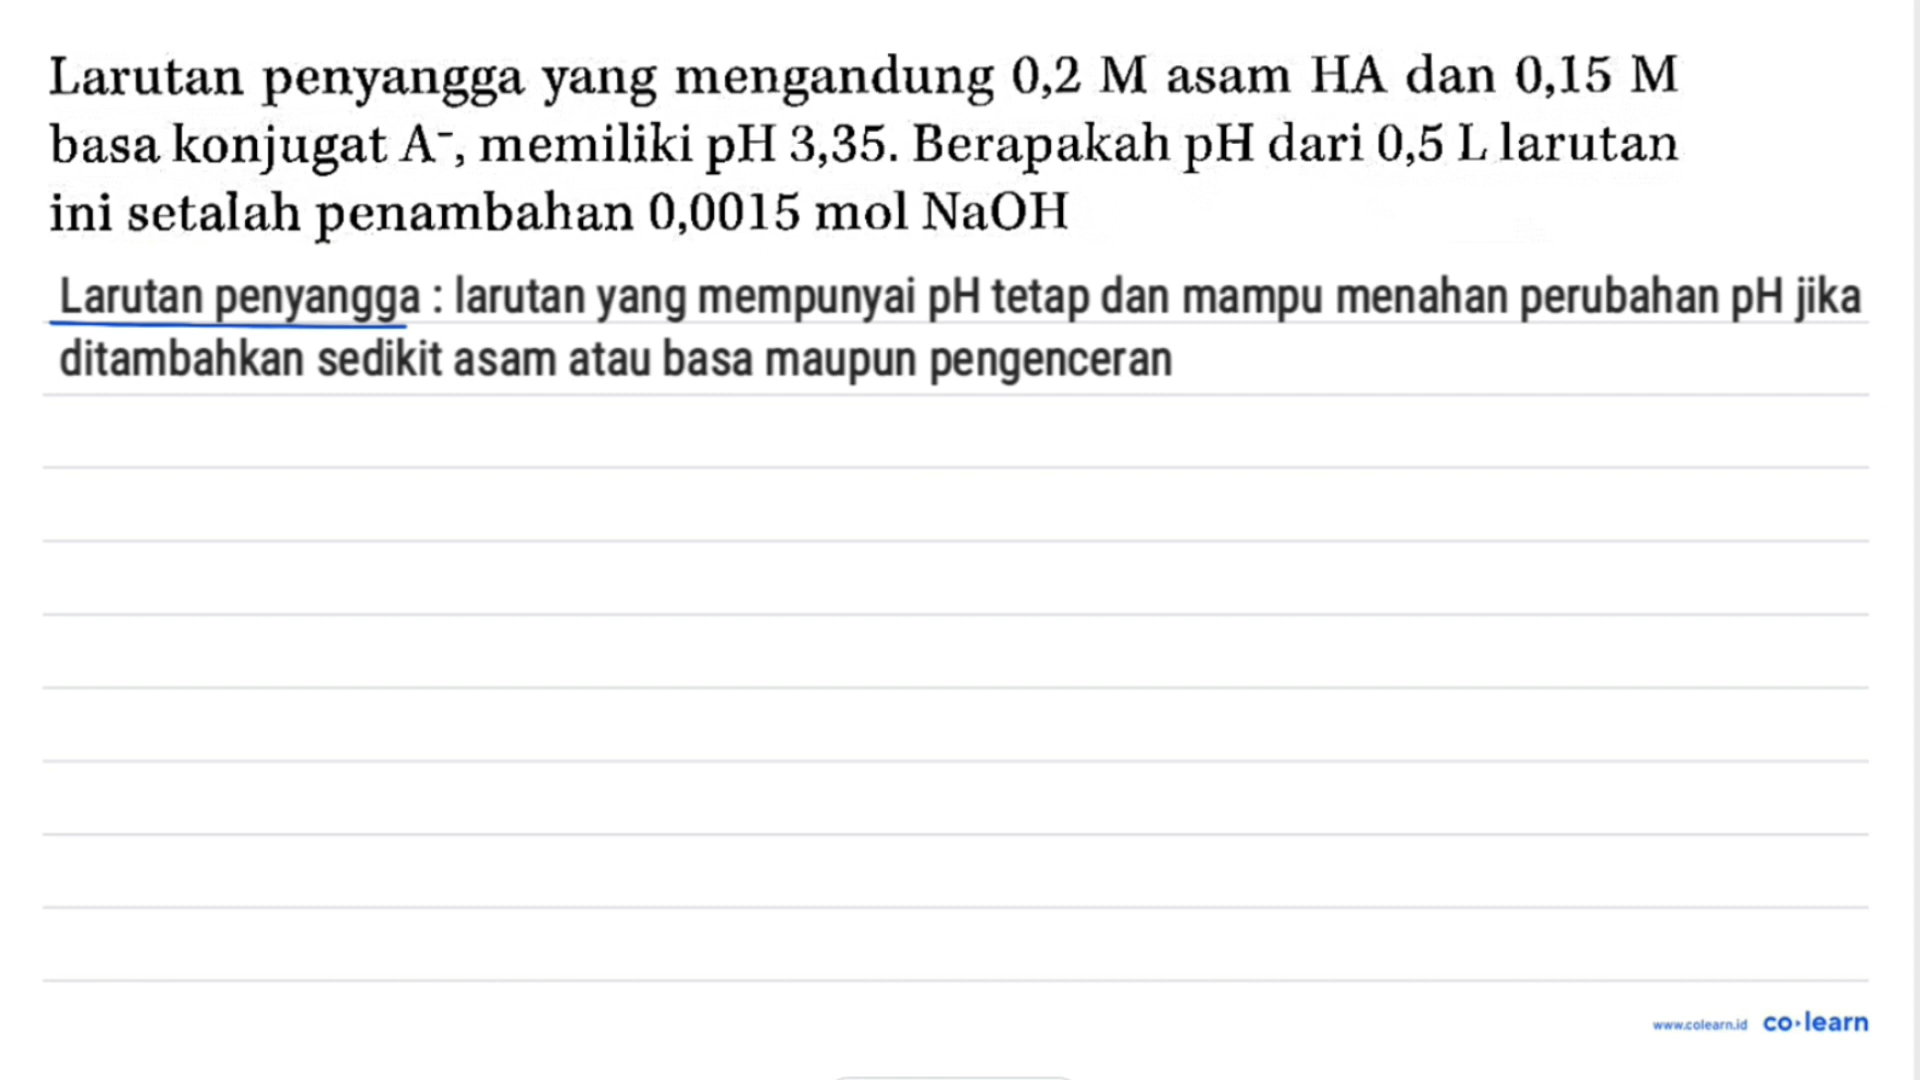 Larutan penyangga yang mengandung 0,2 M asam HA dan 0,15 M
basa konjugat A⁻, memiliki pH 3,35. Berapakah pH dari 0,5 L larutan
ini setalah penambahan 0,0015 mol NaOH
Larutan penyangga : larutan yang mempunyai pH tetap dan mampu menahan perubahan pH jika
ditambahkan sedikit asam atau basa maupun pengenceran
www.colearn.id co·learn